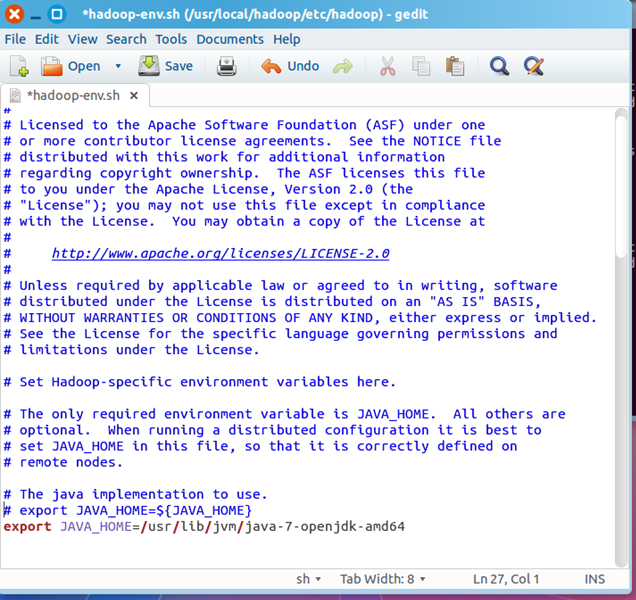 *hadoop-env.sh (/usr/local/hadoop/etc/hadoop) - gedit
File Edit View Search Tools Documents Help
Open Save Undo
*hadoop-env.sh
#
# Licensed to the Apache Software Foundation (ASF) under one
# or more contributor license agreements.  See the NOTICE file
# distributed with this work for additional information
# regarding copyright ownership.  The ASF licenses this file
# to you under the Apache License, Version 2.0 (the
# "License"); you may not use this file except in compliance
# with the License.  You may obtain a copy of the License at
#
#     http://www.apache.org/licenses/LICENSE-2.0
#
# Unless required by applicable law or agreed to in writing, software
# distributed under the License is distributed on an "AS IS" BASIS,
# WITHOUT WARRANTIES OR CONDITIONS OF ANY KIND, either express or implied.
# See the License for the specific language governing permissions and
# limitations under the License.
# Set Hadoop-specific environment variables here.
# The only required environment variable is JAVA_HOME.  All others are
# optional.  When running a distributed configuration it is best to
# set JAVA_HOME in this file, so that it is correctly defined on
# remote nodes.
# The java implementation to use.
# export JAVA_HOME=${JAVA_HOME}
export JAVA_HOME=/usr/lib/jvm/java-7-openjdk-amd64
sh Tab Width: 8 Ln 27, Col 1 INS